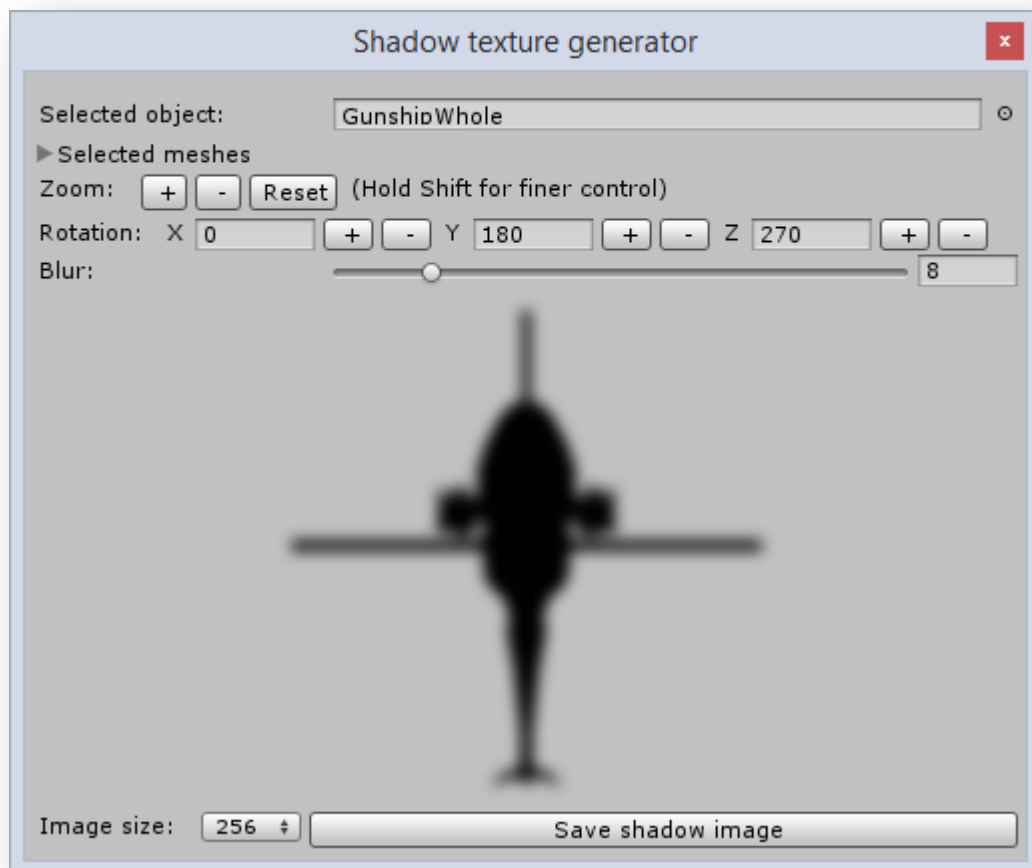 Shadow texture generator x
Selected object: GunshipWhole
Selected meshes
Zoom: + - Reset (Hold Shift for finer control)
Rotation: X 0 + - Y 180 + - Z 270 + -
Blur: 8
Image size: 256 Save shadow image